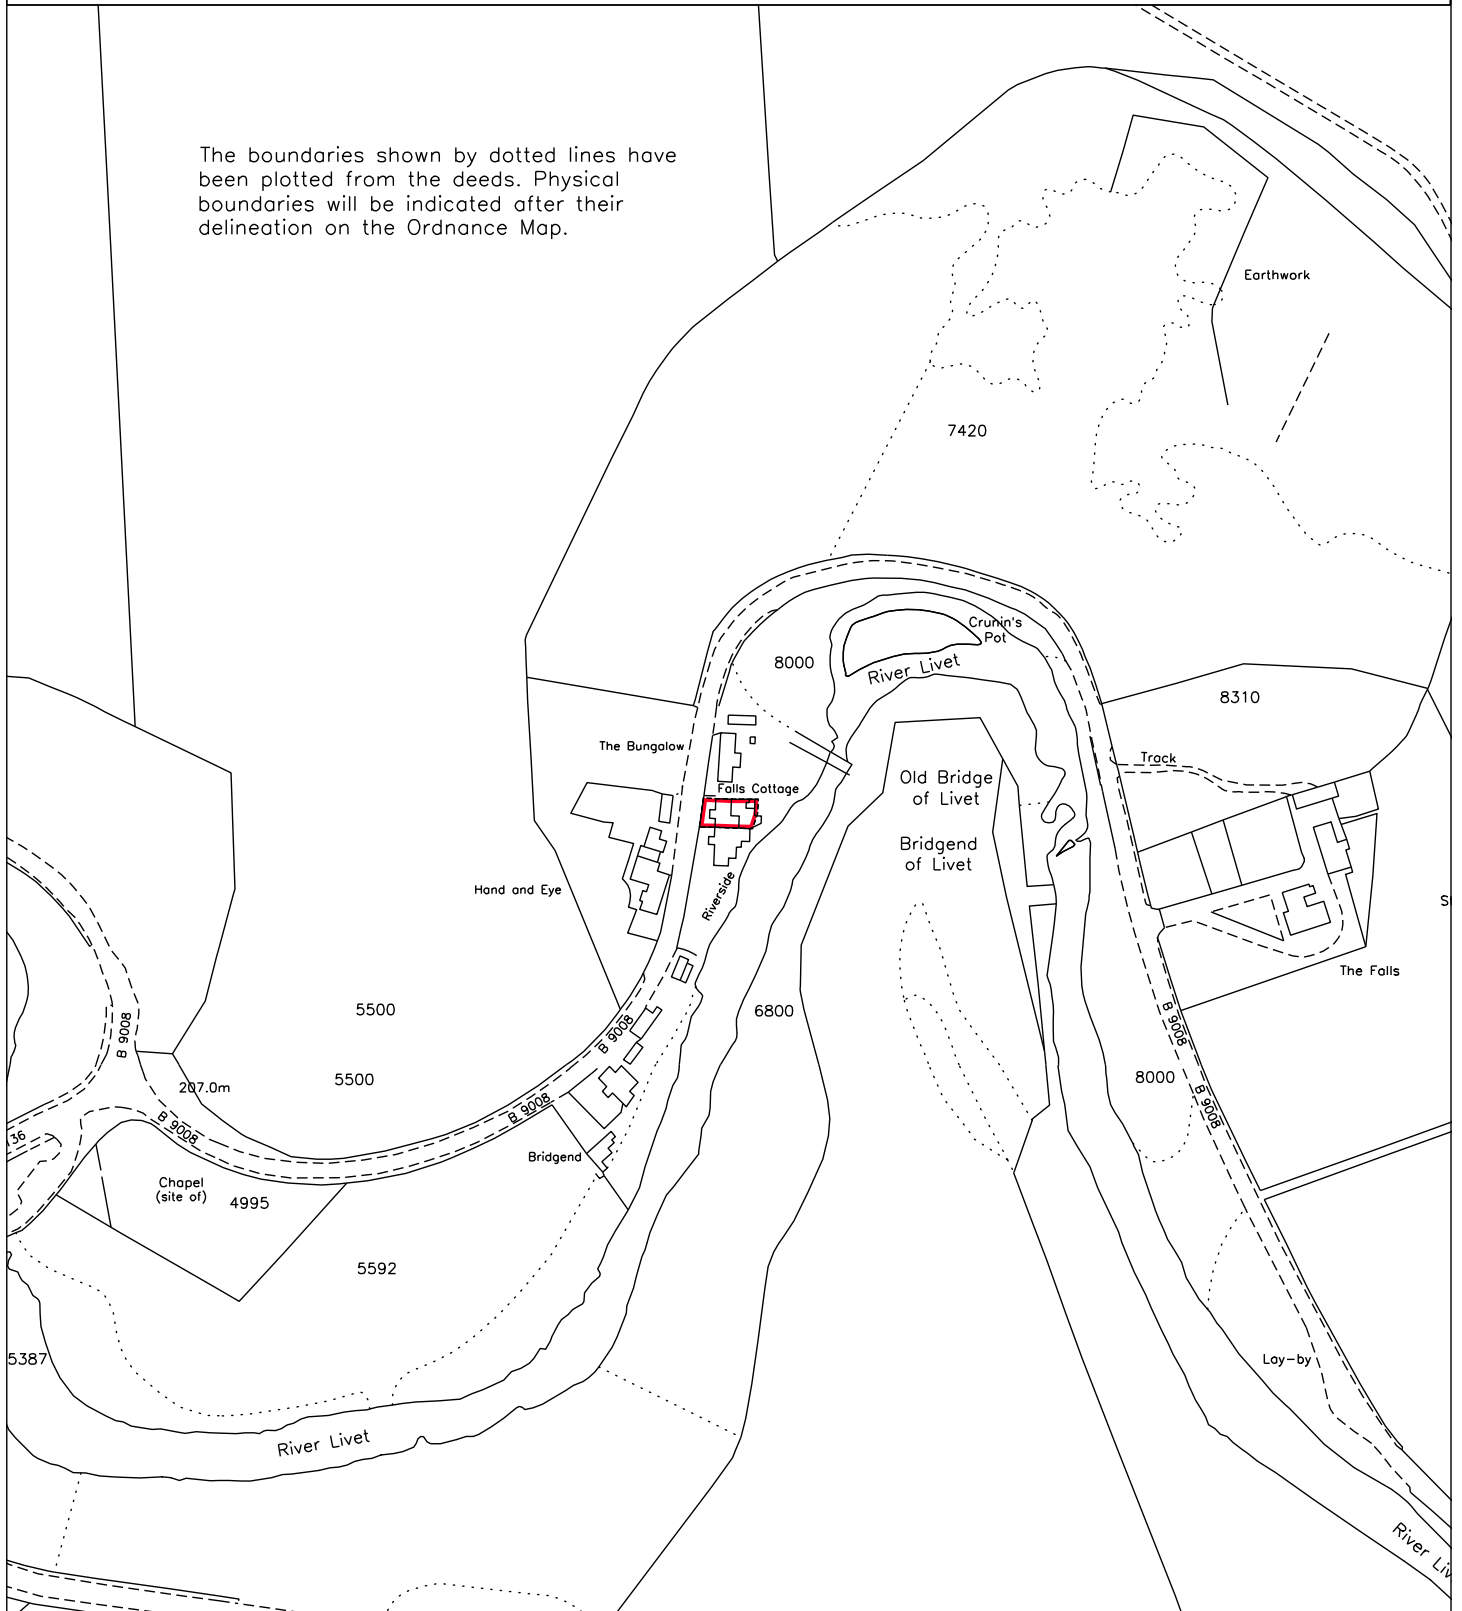 The boundaries shown by dotted lines have
been plotted from the deeds. Physical
boundaries will be indicated after their
delineation on the Ordnance Map.
Earthwork
7420
Crunin's
Pot
8000
River Livet
8310
The Bungalow
Track
Falls Cottage
Old Bridge
of Livet
Bridgend
of Livet
Hand and Eye
Riverside
The Falls
5500
6800
B 9008
B 9008
B 9008
5500
8000
207.0m
B 9008
B 9008
B 9008
36
Bridgend
Chapel
(site of)
4995
5592
5387
Lay-by
River Livet
River Liv